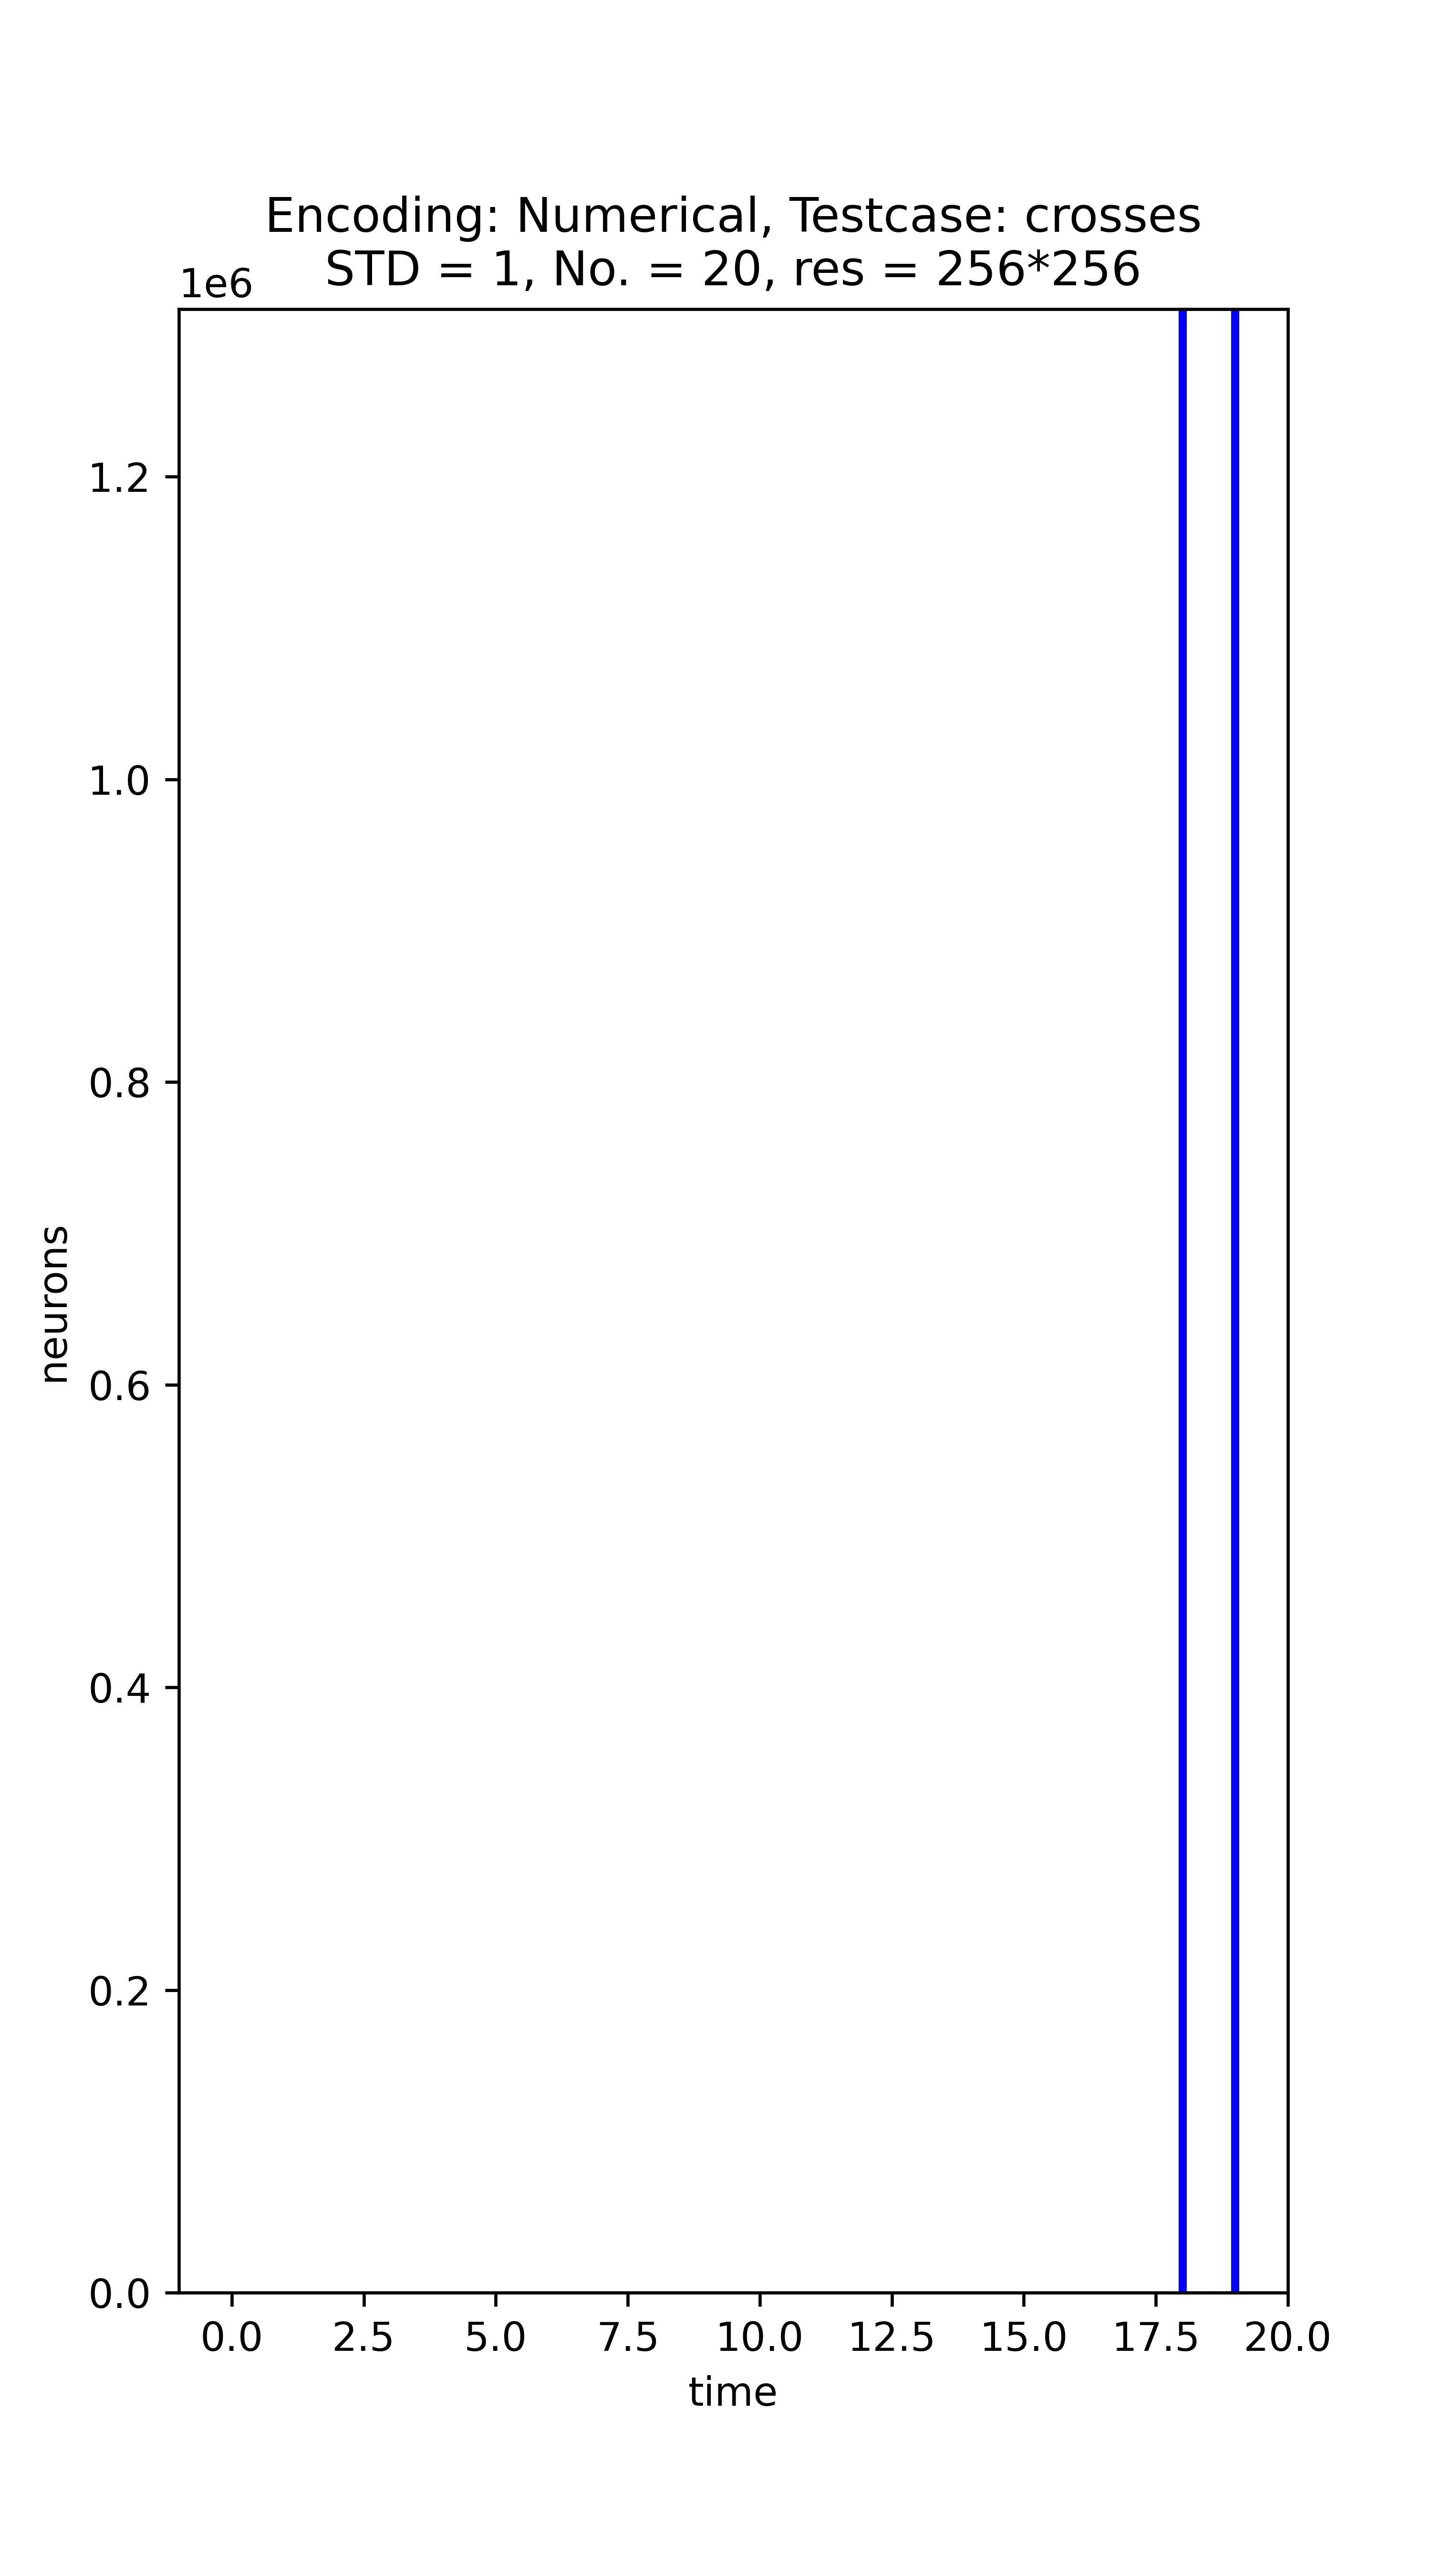 Encoding: Numerical, Testcase: crosses
STD = 1, No. = 20, res = 256*256
1e6
1.2
1.0
0.8
0.6
0.4
0.2
0.0
neurons
0.0 2.5 5.0 7.5 10.0 12.5 15.0 17.5 20.0
time